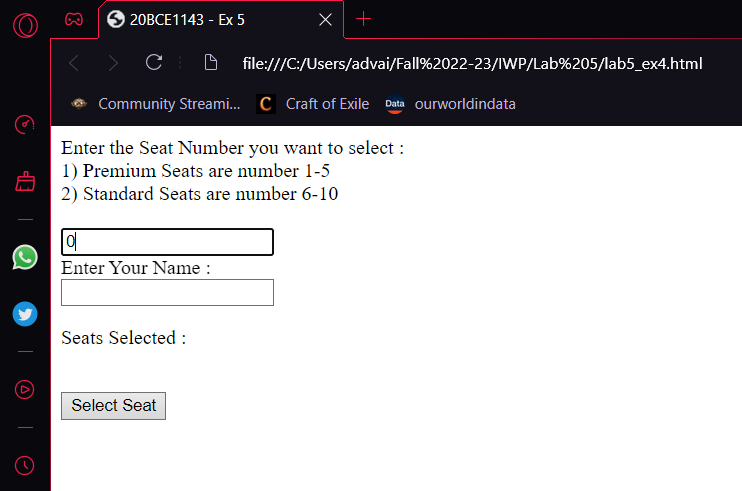 20BCE1143 - Ex 5
file:///C:/Users/advai/Fall%2022-23/IWP/Lab%205/lab5_ex4.html
Community Streami... C Craft of Exile Data ourworldindata
Enter the Seat Number you want to select :
1) Premium Seats are number 1-5
2) Standard Seats are number 6-10
0
Enter Your Name :
Seats Selected :
Select Seat